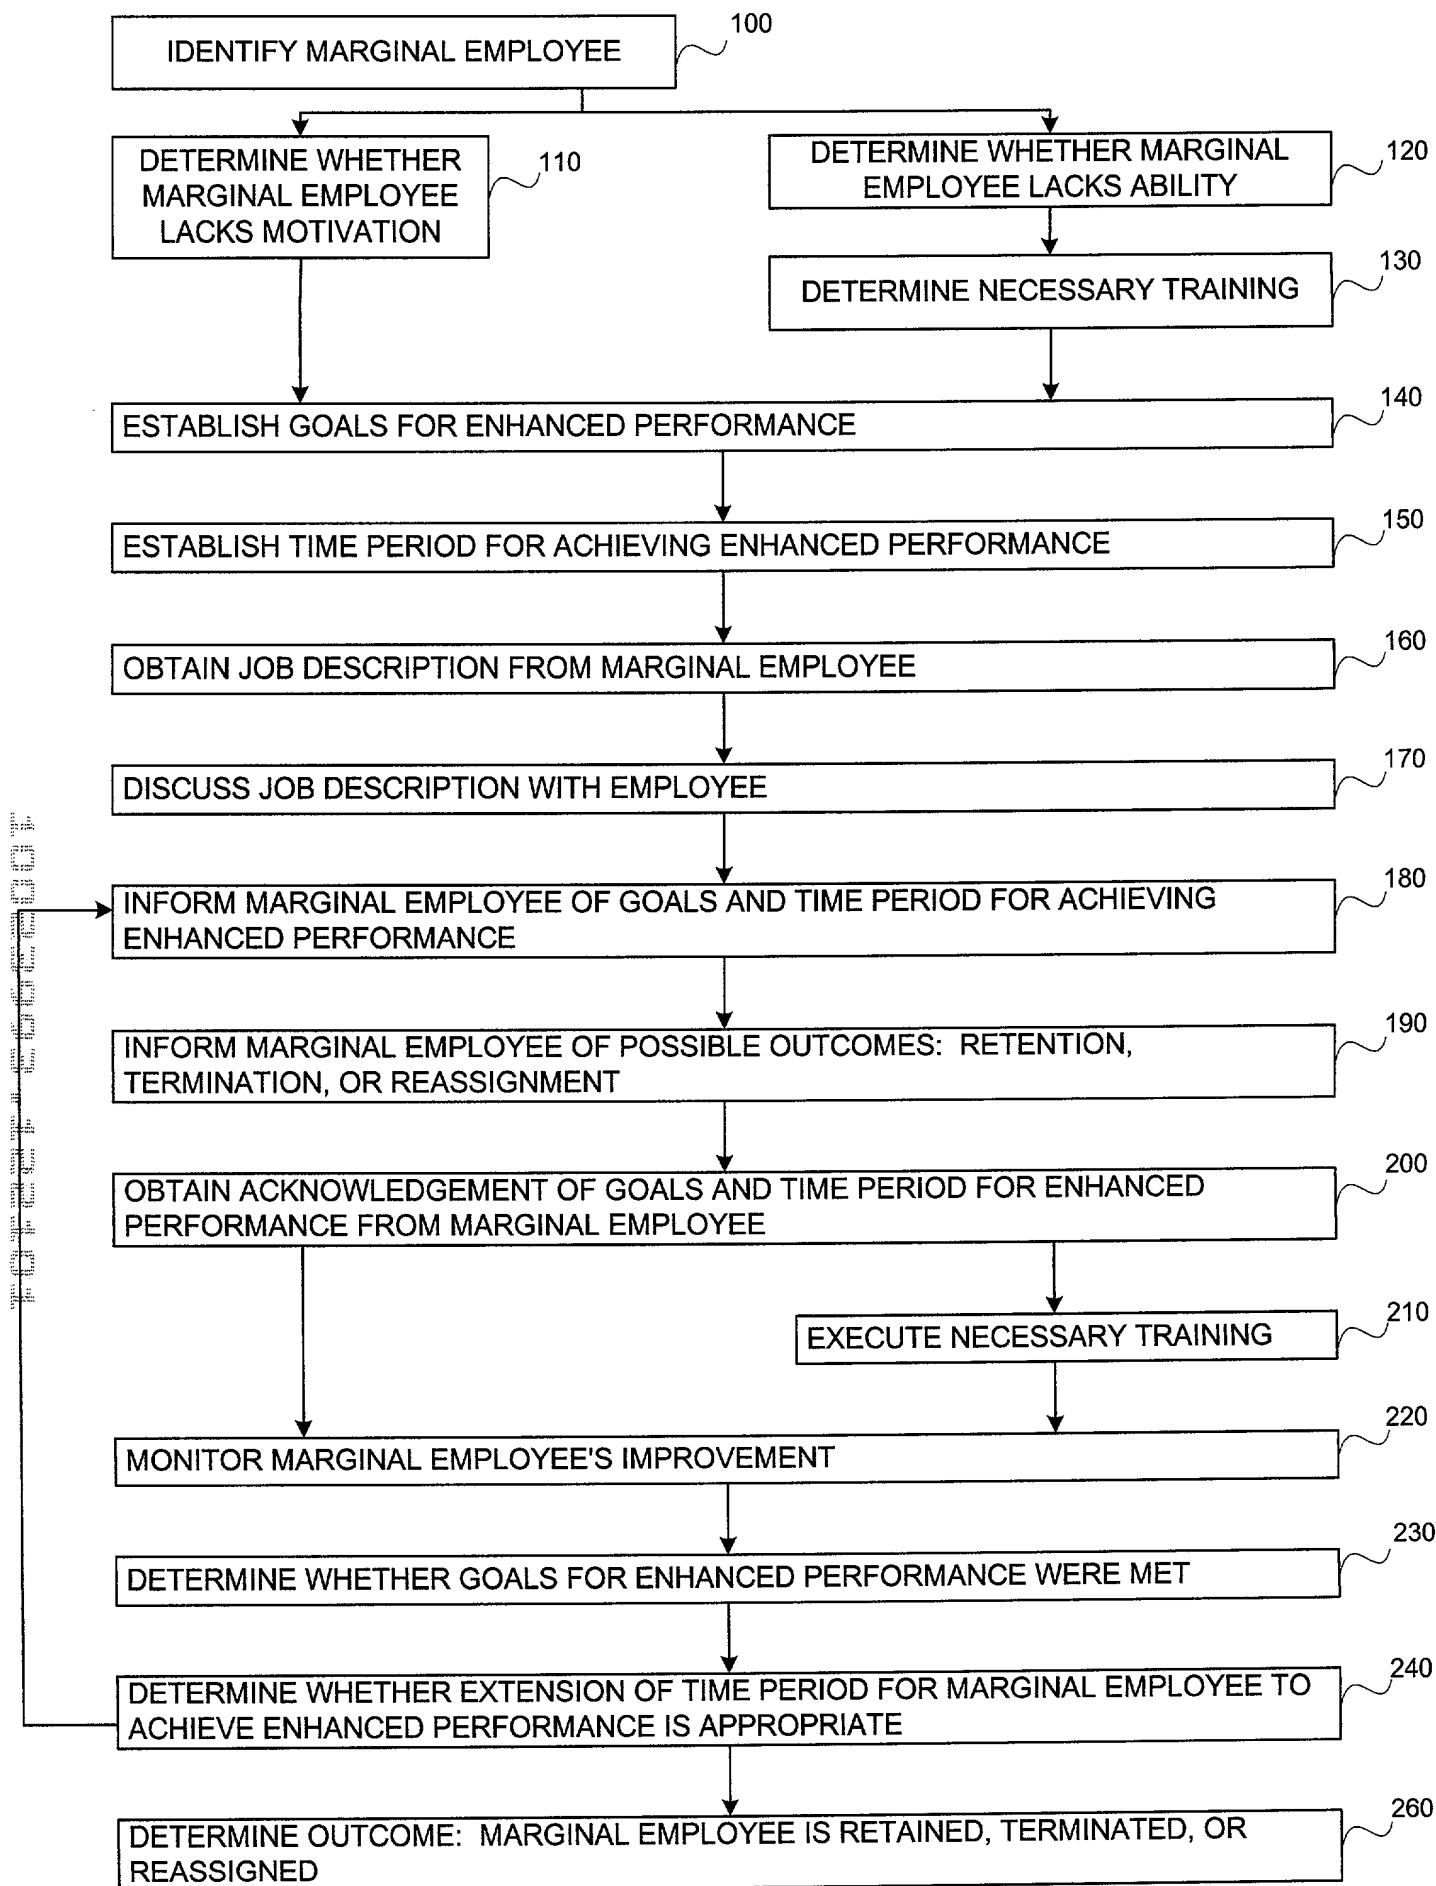 100
IDENTIFY MARGINAL EMPLOYEE
DETERMINE WHETHER
MARGINAL EMPLOYEE
LACKS MOTIVATION
110
DETERMINE WHETHER MARGINAL
EMPLOYEE LACKS ABILITY
120
DETERMINE NECESSARY TRAINING
130
ESTABLISH GOALS FOR ENHANCED PERFORMANCE
140
ESTABLISH TIME PERIOD FOR ACHIEVING ENHANCED PERFORMANCE
150
OBTAIN JOB DESCRIPTION FROM MARGINAL EMPLOYEE
160
DISCUSS JOB DESCRIPTION WITH EMPLOYEE
170
INFORM MARGINAL EMPLOYEE OF GOALS AND TIME PERIOD FOR ACHIEVING
ENHANCED PERFORMANCE
180
INFORM MARGINAL EMPLOYEE OF POSSIBLE OUTCOMES: RETENTION,
TERMINATION, OR REASSIGNMENT
190
OBTAIN ACKNOWLEDGEMENT OF GOALS AND TIME PERIOD FOR ENHANCED
PERFORMANCE FROM MARGINAL EMPLOYEE
200
EXECUTE NECESSARY TRAINING
210
MONITOR MARGINAL EMPLOYEE'S IMPROVEMENT
220
DETERMINE WHETHER GOALS FOR ENHANCED PERFORMANCE WERE MET
230
DETERMINE WHETHER EXTENSION OF TIME PERIOD FOR MARGINAL EMPLOYEE TO
ACHIEVE ENHANCED PERFORMANCE IS APPROPRIATE
240
DETERMINE OUTCOME: MARGINAL EMPLOYEE IS RETAINED, TERMINATED, OR
REASSIGNED
260